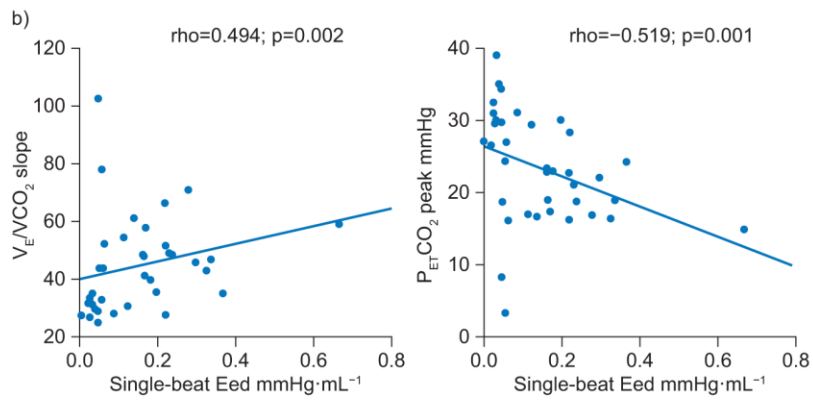 b)
rho=0.494; p=0.002
120
100
80
60
40
20
V̇E/V̇CO2 slope
0.0 0.2 0.4 0.6 0.8
Single-beat Eed mmHg·mL−1
rho=−0.519; p=0.001
40
30
20
10
0
PETCO2 peak mmHg
0.0 0.2 0.4 0.6 0.8
Single-beat Eed mmHg·mL−1